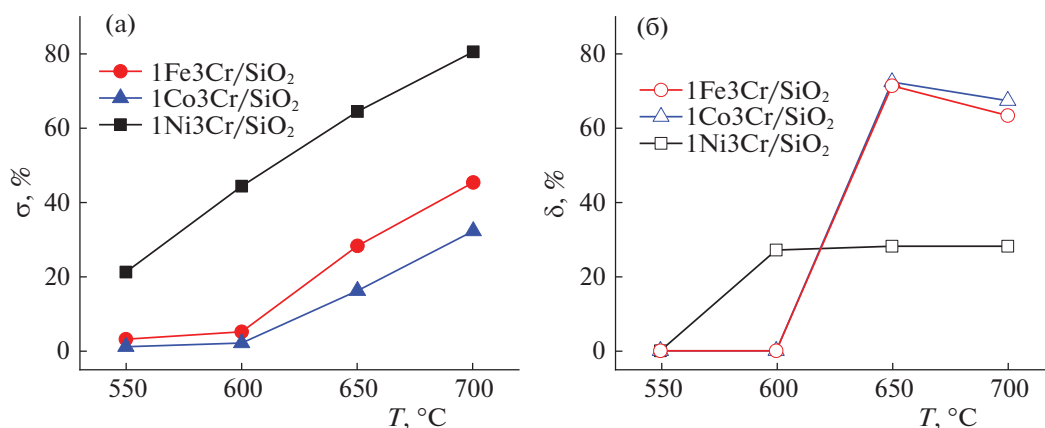 (а)
80
60
40
20
0
σ, %
1Fe3Cr/SiO₂
1Co3Cr/SiO₂
1Ni3Cr/SiO₂
550 600 650 700
T, °C
(б)
80
60
40
20
0
δ, %
1Fe3Cr/SiO₂
1Co3Cr/SiO₂
1Ni3Cr/SiO₂
550 600 650 700
T, °C